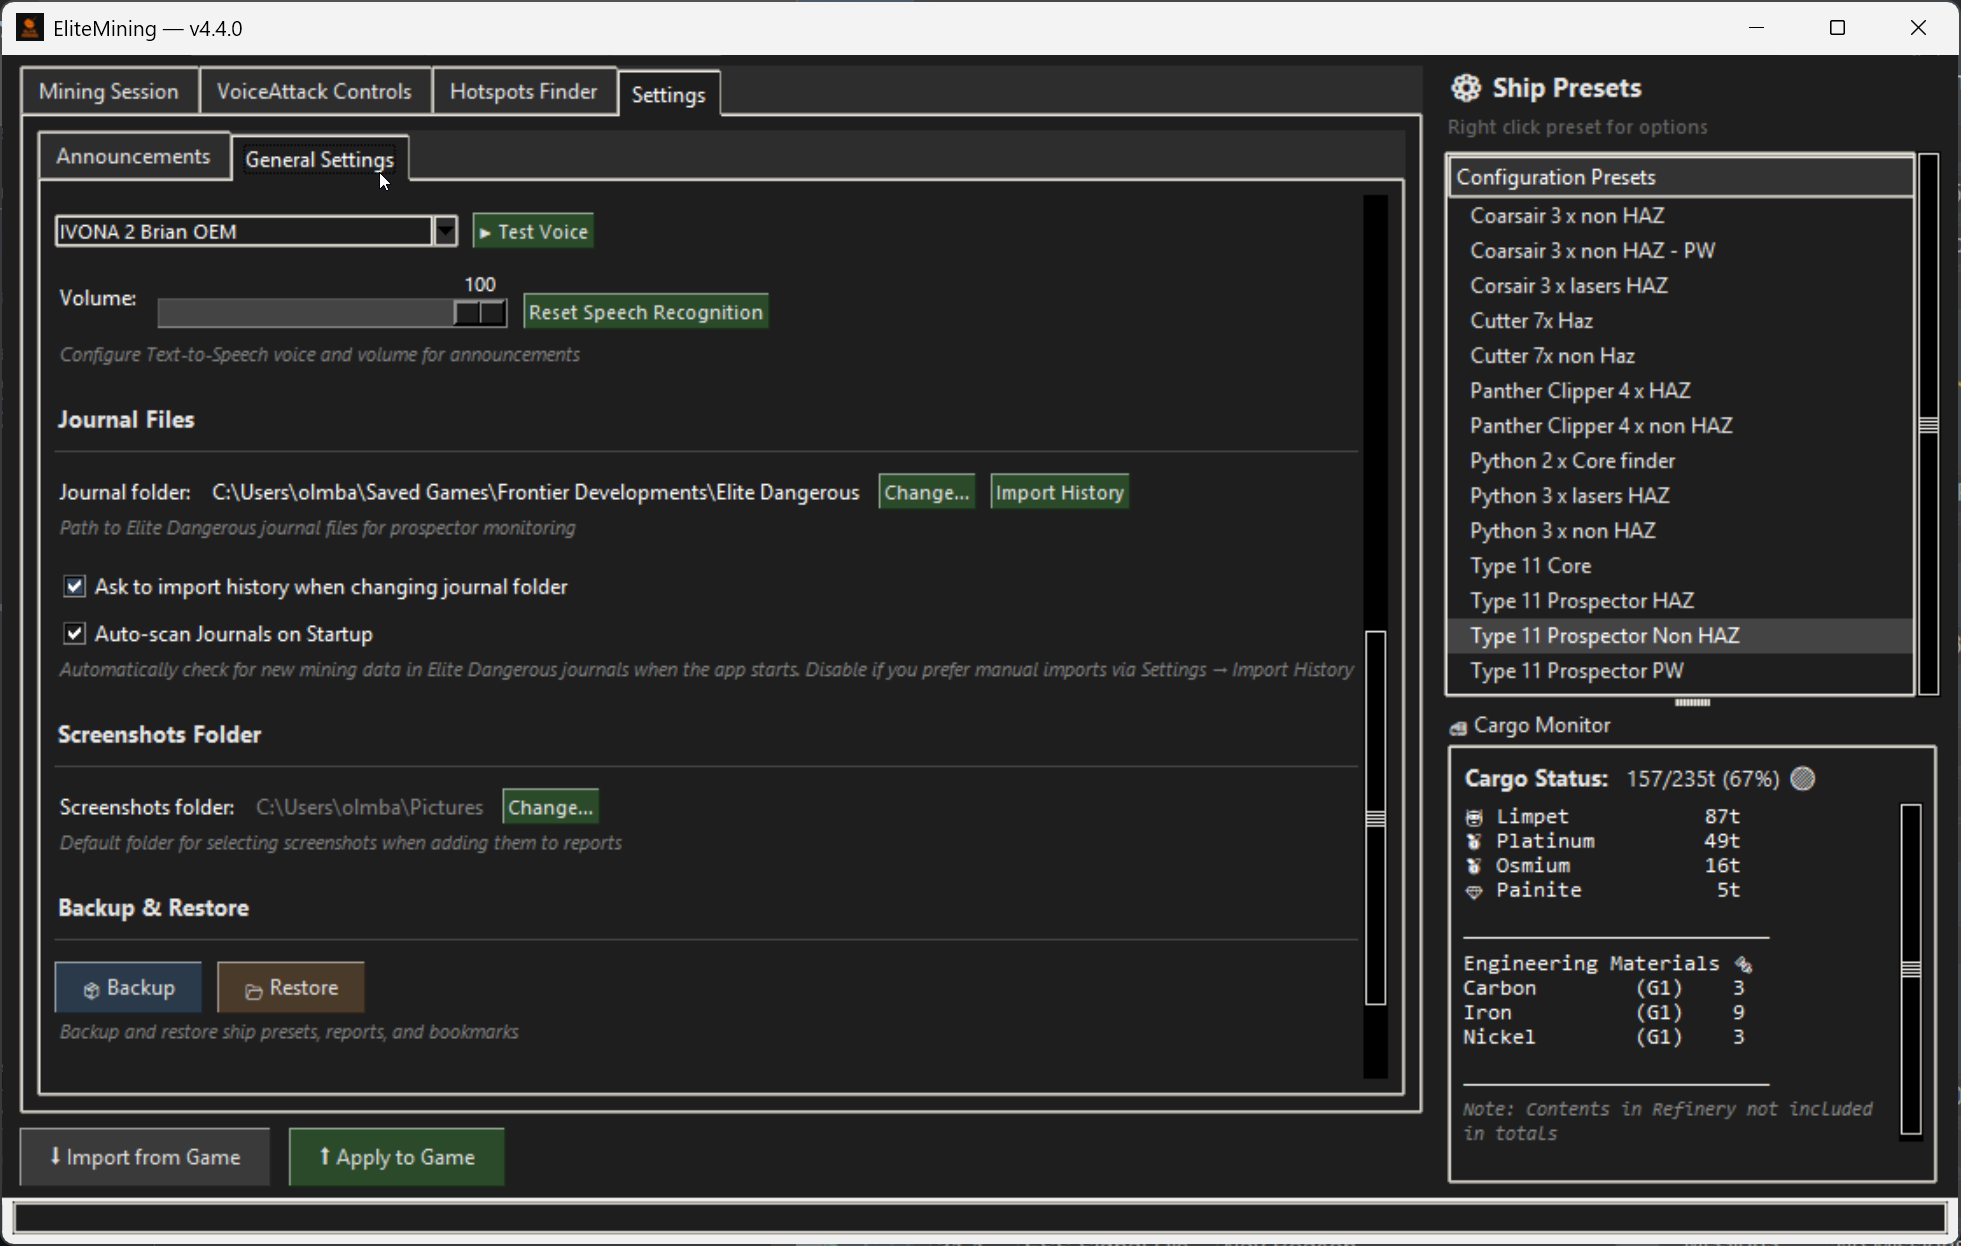 EliteMining — v4.4.0
Mining Session
VoiceAttack Controls
Hotspots Finder
Settings
Announcements
General Settings
IVONA 2 Brian OEM
Test Voice
100
Volume:
Reset Speech Recognition
Configure Text-to-Speech voice and volume for announcements
Journal Files
Journal folder: C:\Users\olmba\Saved Games\Frontier Developments\Elite Dangerous Change... Import History
Path to Elite Dangerous journal files for prospector monitoring
Ask to import history when changing journal folder
Auto-scan Journals on Startup
Automatically check for new mining data in Elite Dangerous journals when the app starts. Disable if you prefer manual imports via Settings → Import History
Screenshots Folder
Screenshots folder: C:\Users\olmba\Pictures Change...
Default folder for selecting screenshots when adding them to reports
Backup & Restore
Backup
Restore
Backup and restore ship presets, reports, and bookmarks
Import from Game
Apply to Game
Ship Presets
Right click preset for options
Configuration Presets
Coarsair 3 x non HAZ
Coarsair 3 x non HAZ - PW
Corsair 3 x lasers HAZ
Cutter 7x Haz
Cutter 7x non Haz
Panther Clipper 4 x HAZ
Panther Clipper 4 x non HAZ
Python 2 x Core finder
Python 3 x lasers HAZ
Python 3 x non HAZ
Type 11 Core
Type 11 Prospector HAZ
Type 11 Prospector Non HAZ
Type 11 Prospector PW
Cargo Monitor
Cargo Status: 157/235t (67%)
Limpet 87t
Platinum 49t
Osmium 16t
Painite 5t
Engineering Materials
Carbon (G1) 3
Iron (G1) 9
Nickel (G1) 3
Note: Contents in Refinery not included
in totals